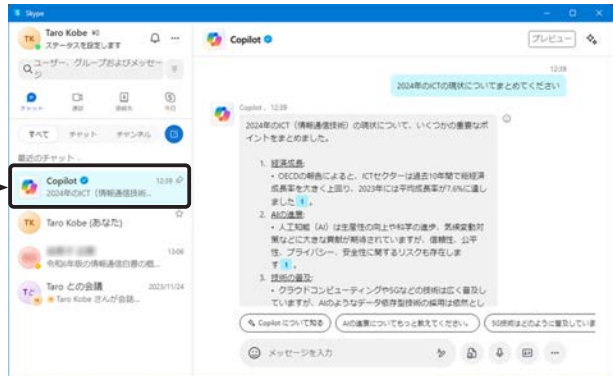 Skype
TK
Taro Kobe ¥0
ステータスを設定します
ユーザー、グループおよびメッセージ
チャット
通話
連絡先
今日
すべて
チャット
チャンネル
最近のチャット
Copilot
12:39
2024年のICT（情報通信技術...
TK
Taro Kobe (あなた)
13:06
令和6年版の情報通信白書の概...
Taro との会議
2023/11/24
Taro Kobe さんが会話...
Copilot
プレビュー
12:39
2024年のICTの現状についてまとめてください
Copilot、12:39
2024年のICT（情報通信技術）の現状について、いくつかの重要なポ
イントをまとめました。
1. 経済成長:
• OECDの報告によると、ICTセクターは過去10年間で総経済
成長率を大きく上回り、2023年には平均成長率が7.6%に達し
ました 1 。
2. AIの進展:
• 人工知能（AI）は生産性の向上や科学の進歩、気候変動対
策などに大きな貢献が期待されていますが、信頼性、公平
性、プライバシー、安全性に関するリスクも存在しま
す 1 。
3. 技術の普及:
• クラウドコンピューティングや5Gなどの技術は広く普及し
ていますが、AIのようなデータ依存型技術の採用は依然とし
Copilot について知る
AIの進展についてもっと教えてください。
5G技術はどのように普及していま
メッセージを入力